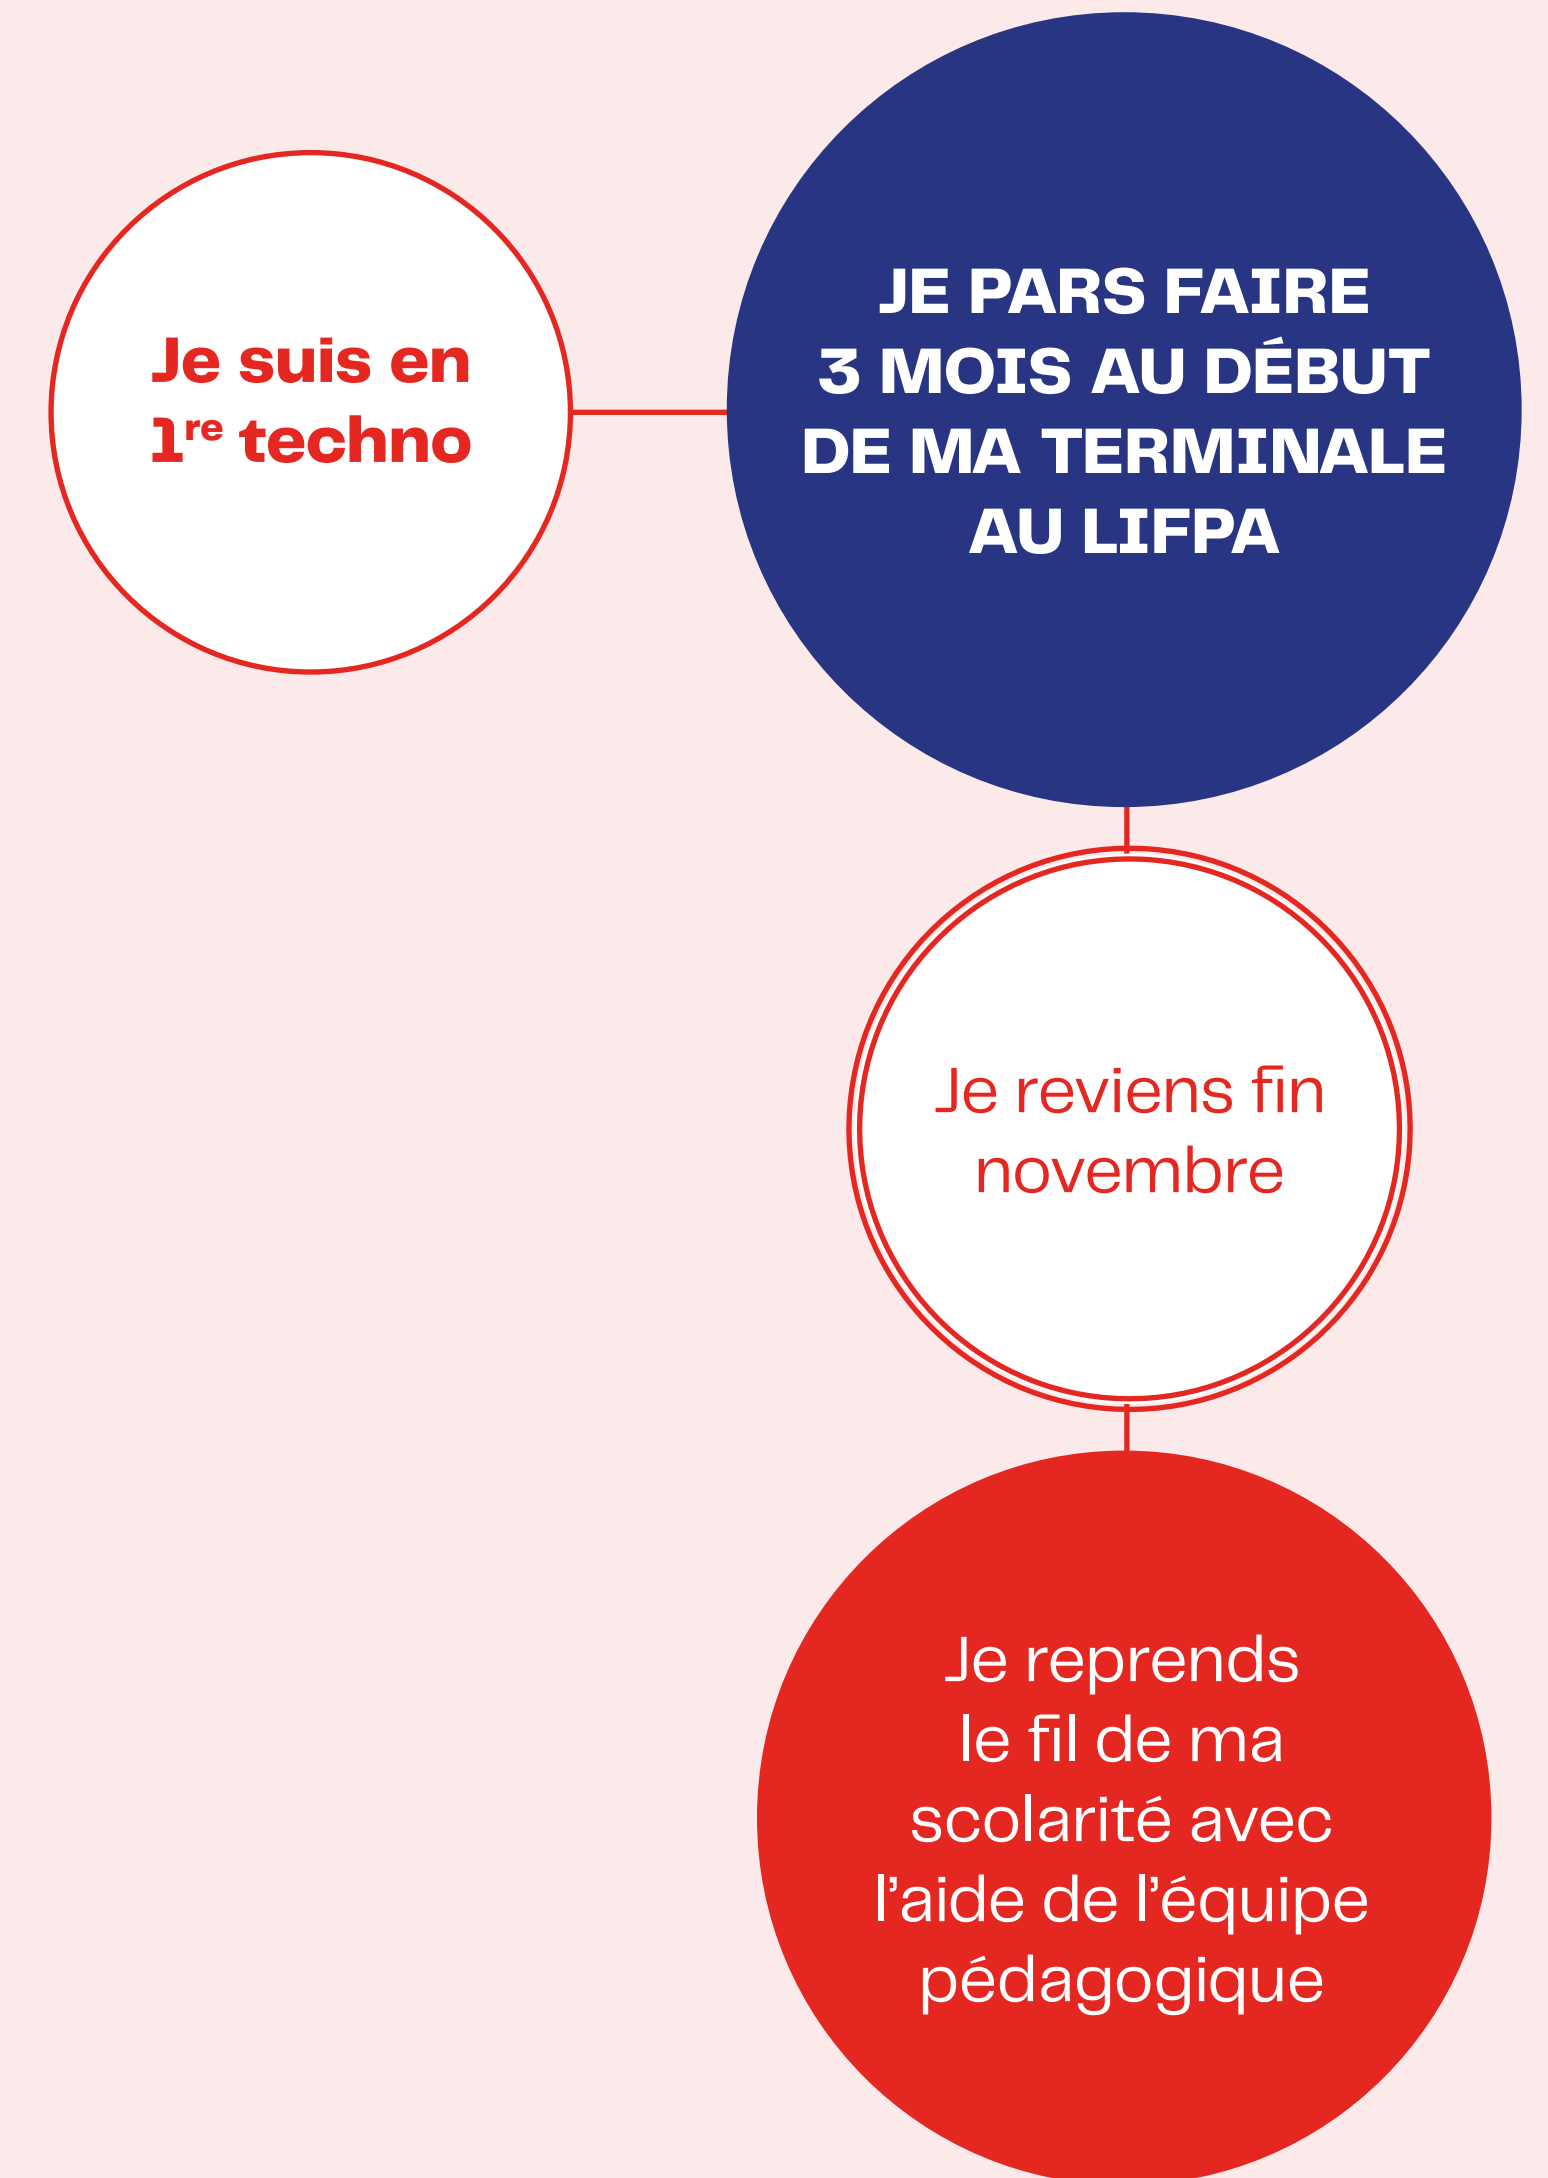 Je suis en
1re techno
JE PARS FAIRE
3 MOIS AU DÉBUT
DE MA TERMINALE
AU LIFPA
Je reviens fin
novembre
Je reprends
le fil de ma
scolarité avec
l’aide de l’équipe
pédagogique